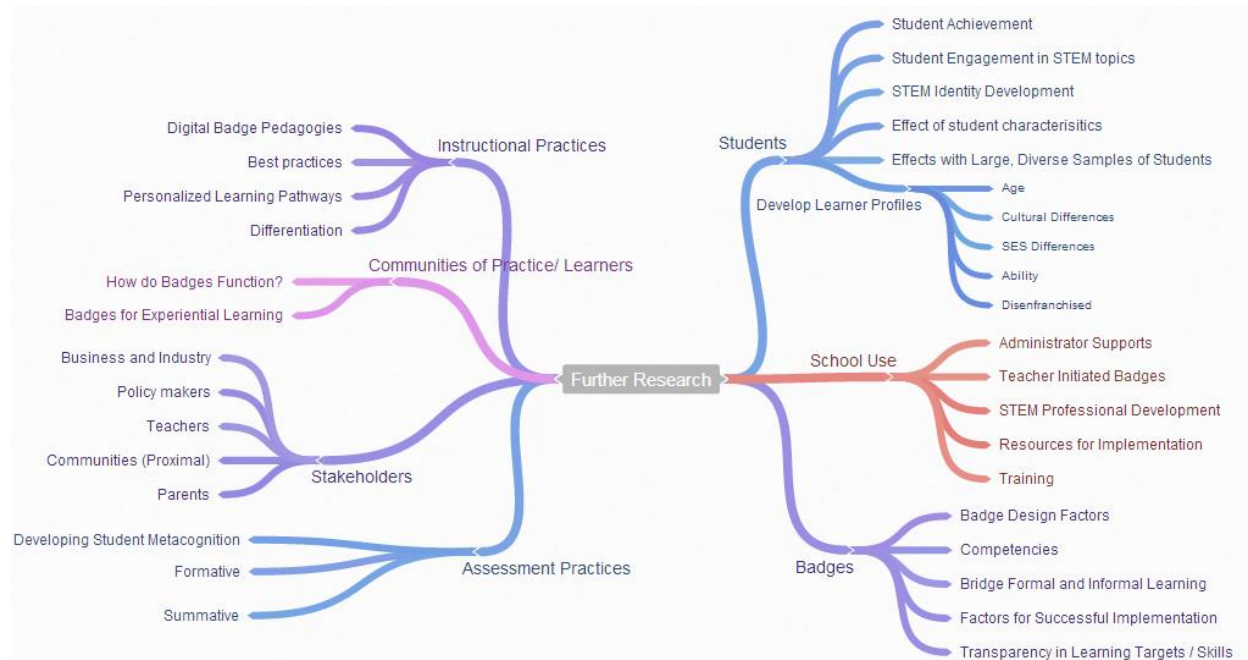 Further Research
Instructional Practices
Digital Badge Pedagogies
Best practices
Personalized Learning Pathways
Differentiation
Communities of Practice/ Learners
How do Badges Function?
Badges for Experiential Learning
Stakeholders
Business and Industry
Policy makers
Teachers
Communities (Proximal)
Parents
Assessment Practices
Developing Student Metacognition
Formative
Summative
Students
Student Achievement
Student Engagement in STEM topics
STEM Identity Development
Effect of student characterisitics
Effects with Large, Diverse Samples of Students
Develop Learner Profiles
Age
Cultural Differences
SES Differences
Ability
Disenfranchised
School Use
Administrator Supports
Teacher Initiated Badges
STEM Professional Development
Resources for Implementation
Training
Badges
Badge Design Factors
Competencies
Bridge Formal and Informal Learning
Factors for Successful Implementation
Transparency in Learning Targets / Skills